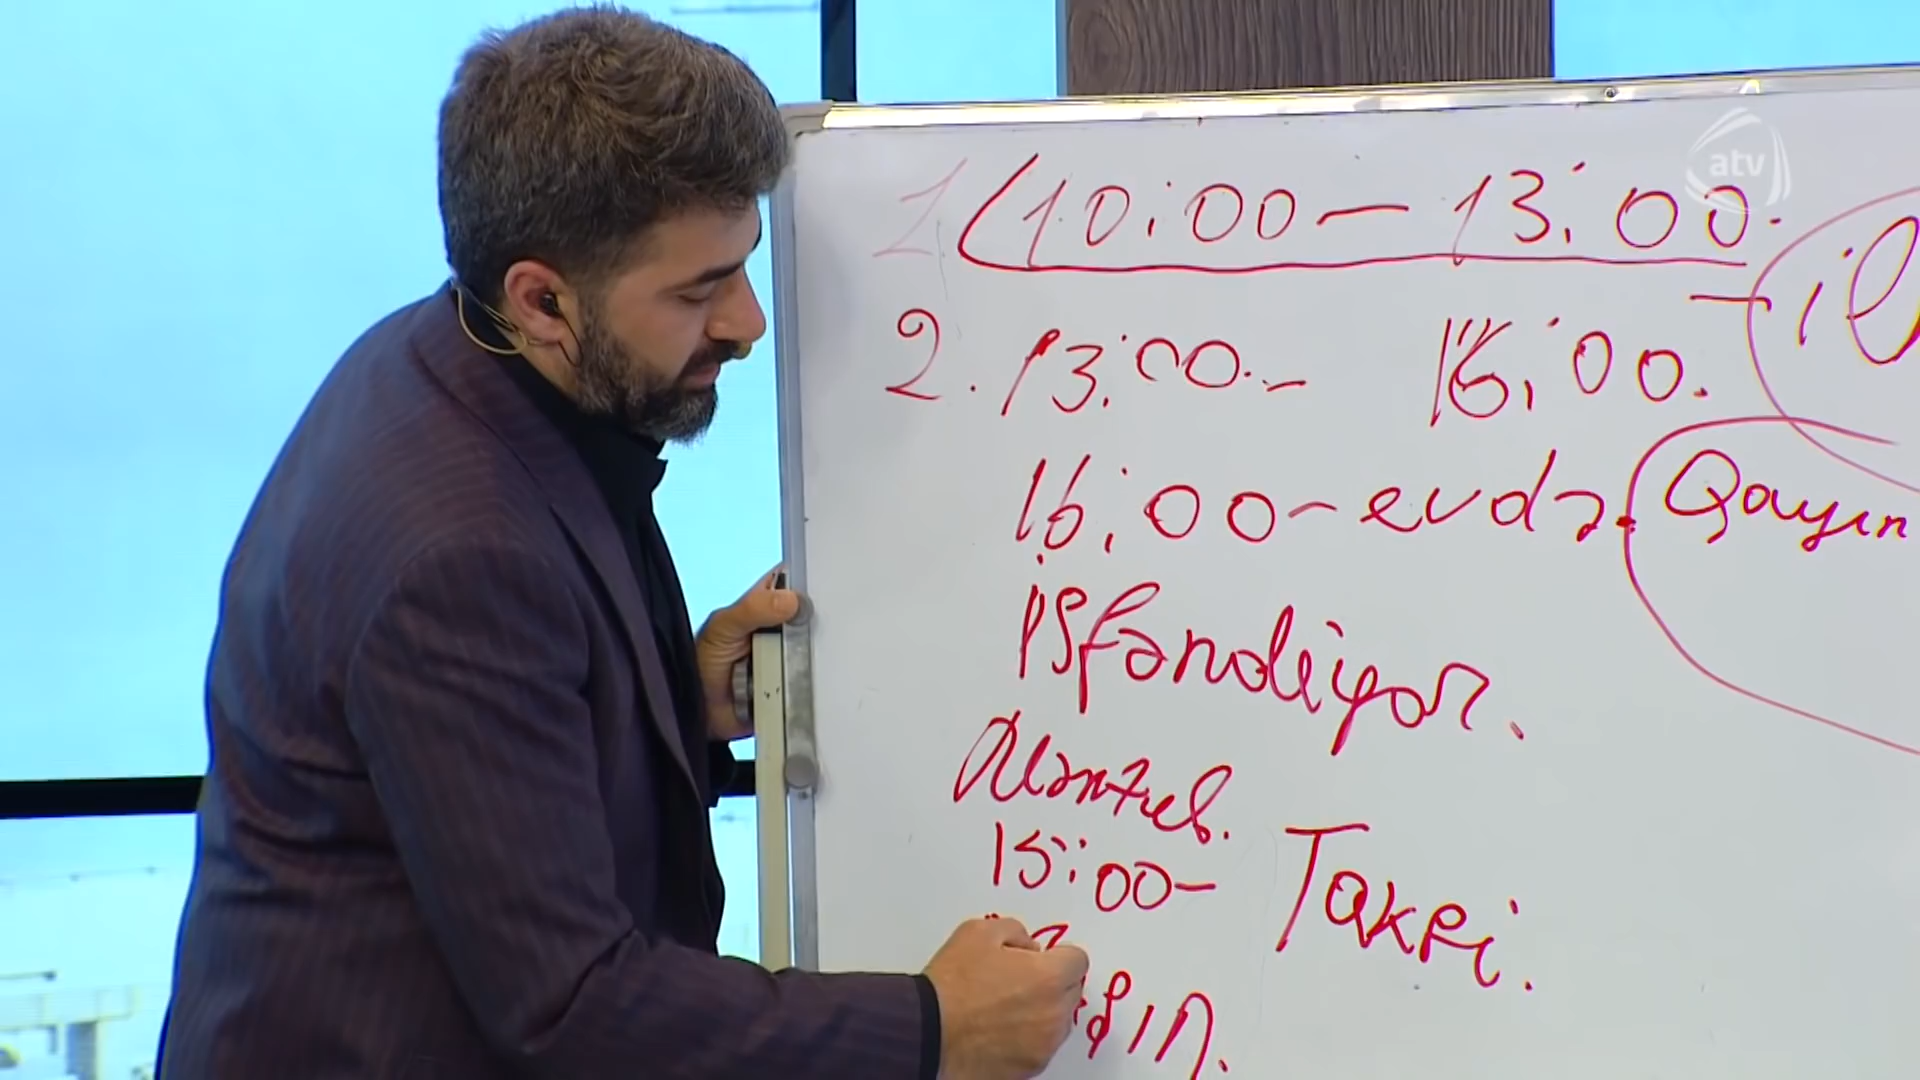 atv
1. 10:00 – 13:00.
2. 13:00. – 16:00.
16:00 – evdə. Qayın
İsfəndiyar.
15:00 – Taksi.